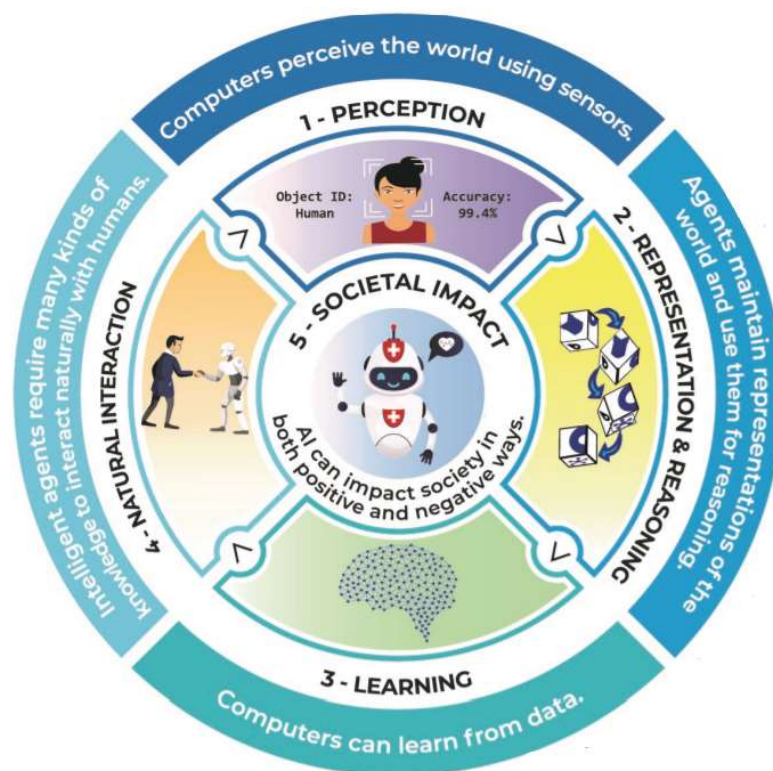 Computers perceive the world using sensors.
1 - PERCEPTION
Object ID:
Human
Accuracy:
99.4%
Agents maintain representations of the
world and use them for reasoning.
2 - REPRESENTATION & REASONING
Computers can learn from data.
3 - LEARNING
Intelligent agents require many kinds of
knowledge to interact naturally with humans.
4 - NATURAL INTERACTION
5 - SOCIETAL IMPACT
AI can impact society in
both positive and negative ways.